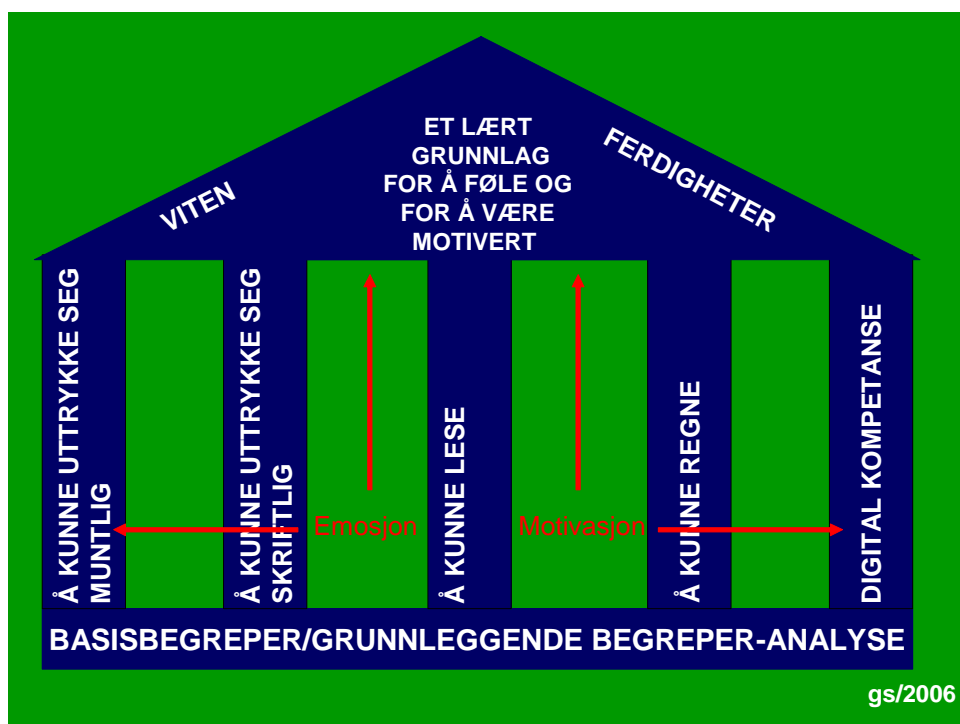 ET LÆRT
GRUNNLAG
FOR Å FØLE OG
FOR Å VÆRE
MOTIVERT
VITEN
FERDIGHETER
Å KUNNE UTTRYKKE SEG
MUNTLIG
Å KUNNE UTTRYKKE SEG
SKRIFTLIG
Å KUNNE LESE
Å KUNNE REGNE
DIGITAL KOMPETANSE
Emosjon
Motivasjon
BASISBEGREPER/GRUNNLEGGENDE BEGREPER-ANALYSE
gs/2006